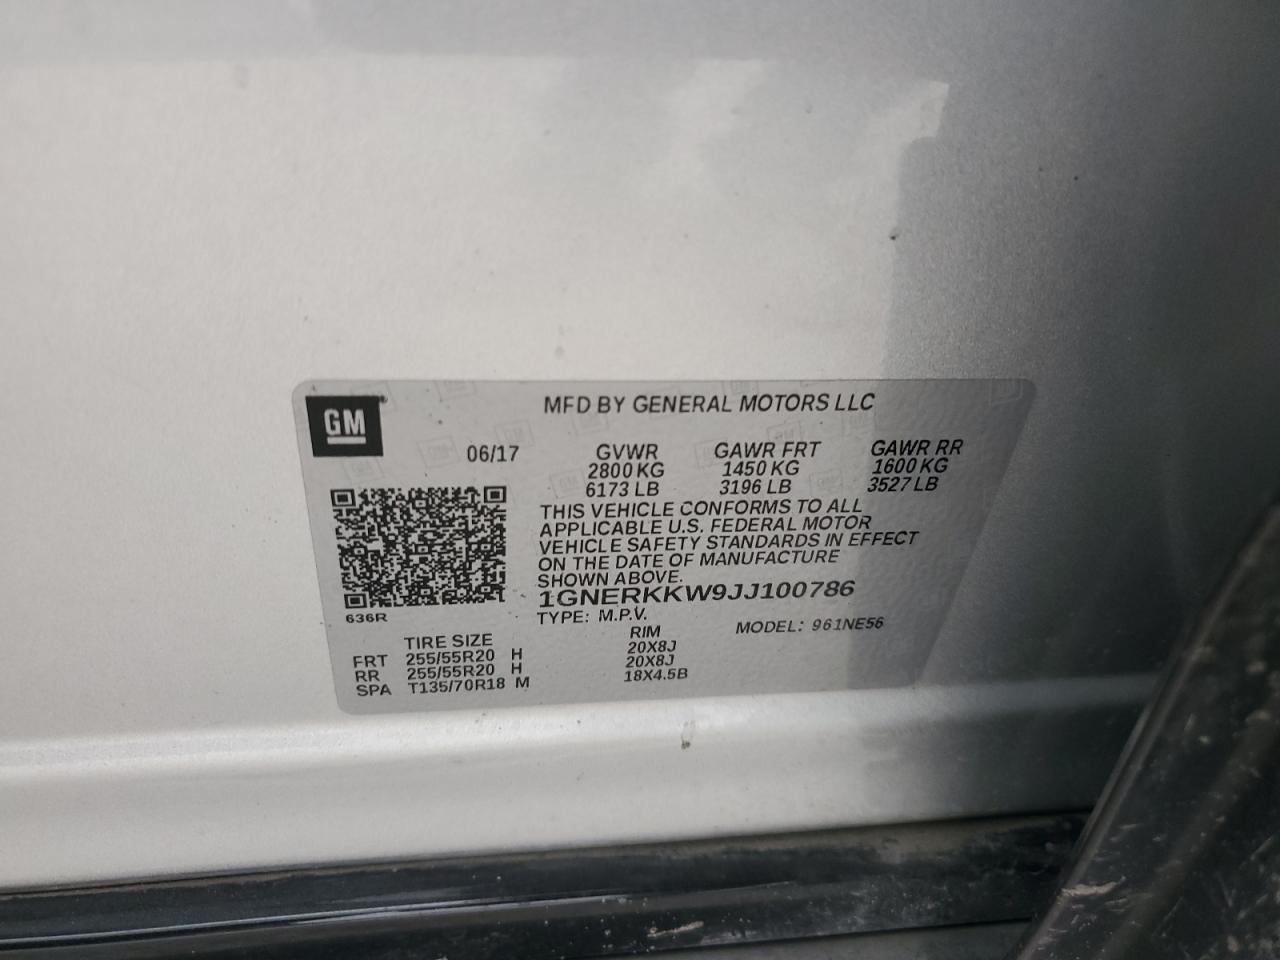 GM
MFD BY GENERAL MOTORS LLC
06/17 GVWR GAWR FRT GAWR RR
2800 KG 1450 KG 1600 KG
6173 LB 3196 LB 3527 LB
THIS VEHICLE CONFORMS TO ALL
APPLICABLE U.S. FEDERAL MOTOR
VEHICLE SAFETY STANDARDS IN EFFECT
ON THE DATE OF MANUFACTURE
SHOWN ABOVE.
1GNERKKW9JJ100786
636R
TYPE: M.P.V. MODEL: 961NE56
TIRE SIZE RIM
FRT 255/55R20 H 20X8J
RR 255/55R20 H 20X8J
SPA T135/70R18 M 18X4.5B